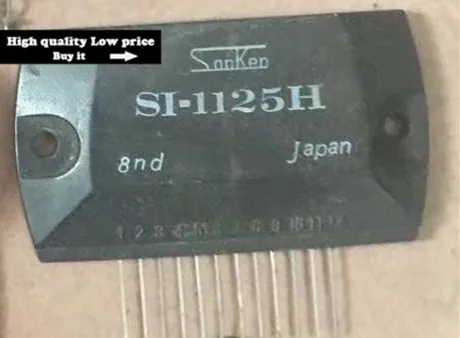 High quality Low price
Buy it
SanKen
SI-1125H
8nd
Japan